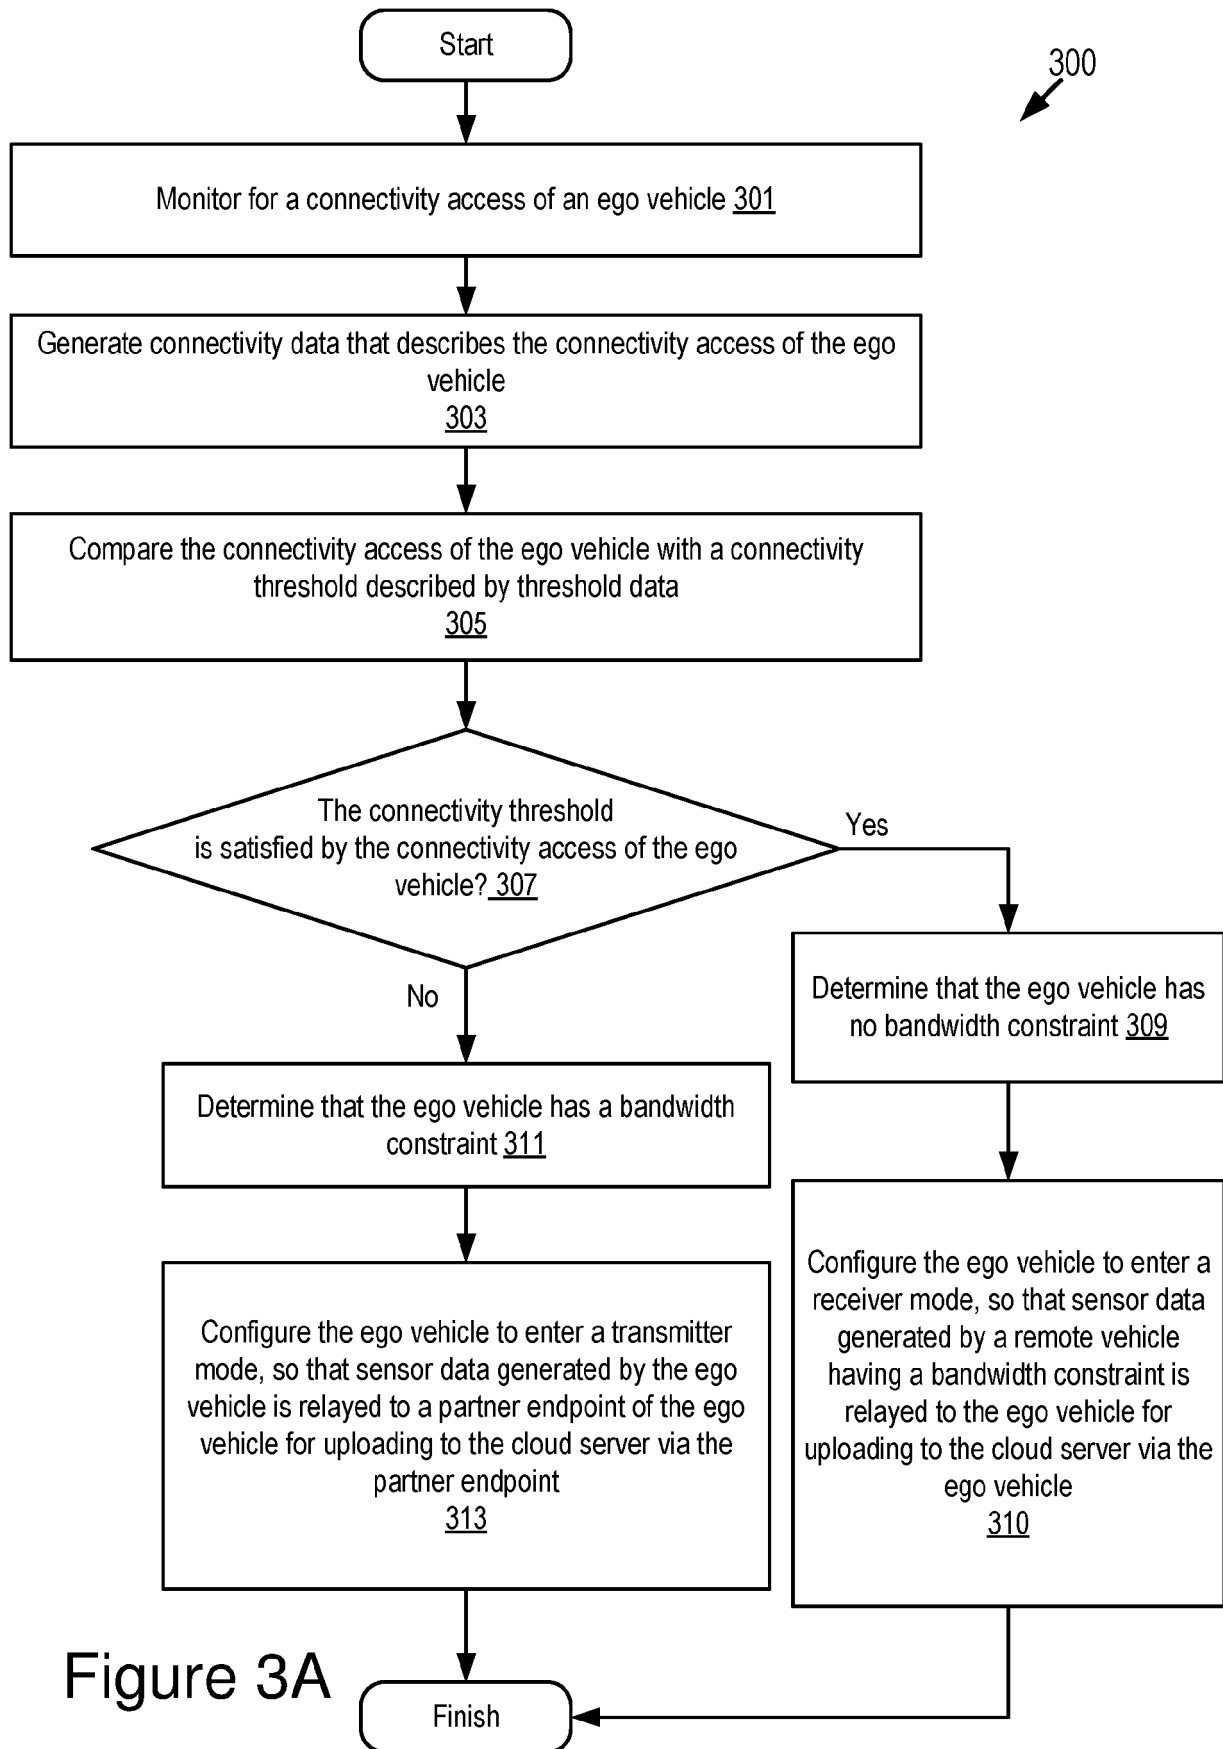 Start
300
Monitor for a connectivity access of an ego vehicle 301
Generate connectivity data that describes the connectivity access of the ego
vehicle
303
Compare the connectivity access of the ego vehicle with a connectivity
threshold described by threshold data
305
The connectivity threshold
is satisfied by the connectivity access of the ego
vehicle? 307
Yes
No
Determine that the ego vehicle has
no bandwidth constraint 309
Determine that the ego vehicle has a bandwidth
constraint 311
Configure the ego vehicle to enter a
receiver mode, so that sensor data
generated by a remote vehicle
having a bandwidth constraint is
relayed to the ego vehicle for
uploading to the cloud server via the
ego vehicle
310
Configure the ego vehicle to enter a transmitter
mode, so that sensor data generated by the ego
vehicle is relayed to a partner endpoint of the ego
vehicle for uploading to the cloud server via the
partner endpoint
313
Figure 3A
Finish